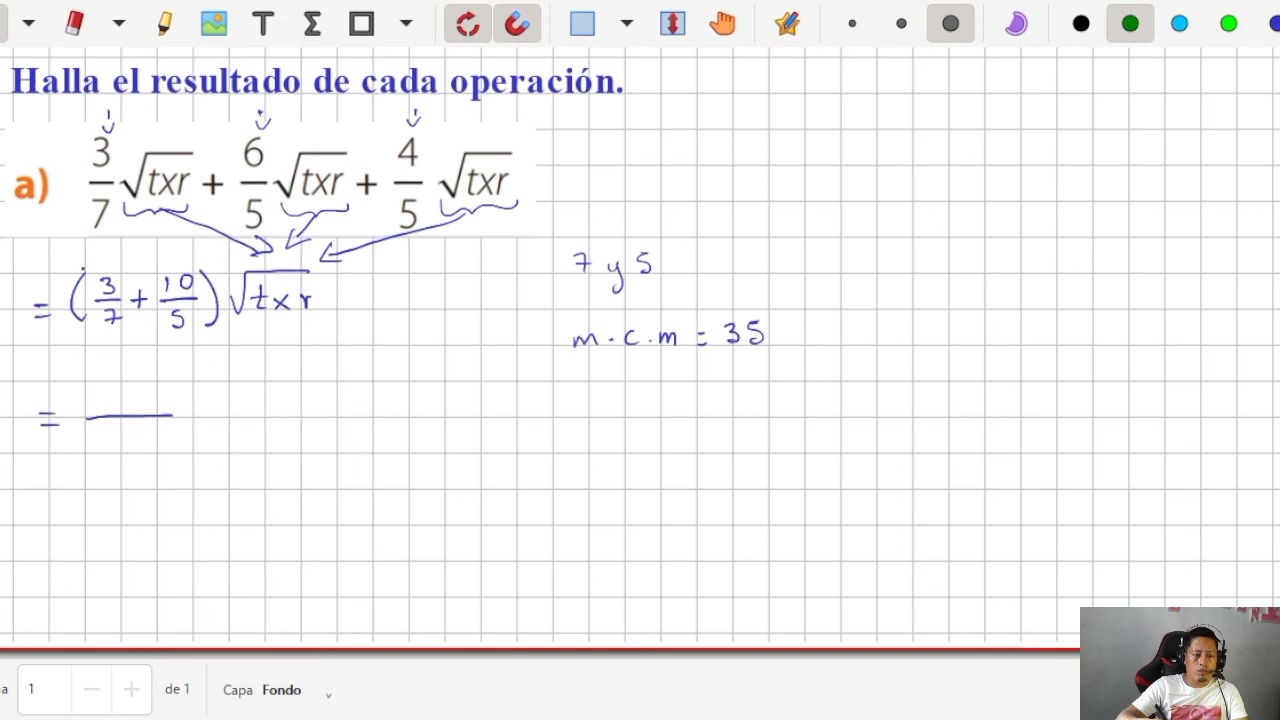 Halla el resultado de cada operación.
a) 3/7 √txr + 6/5 √txr + 4/5 √txr
= (3/7 + 10/5) √txr
7 y 5
m.c.m = 35
=
1 de 1 Capa Fondo